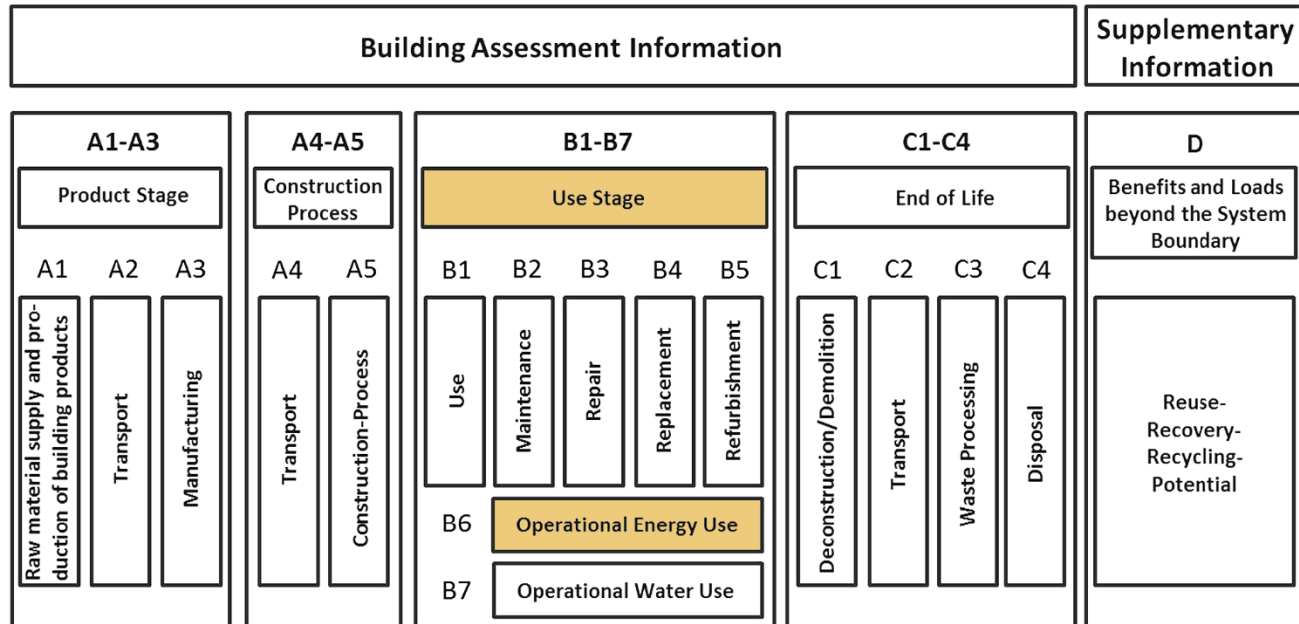 Building Assessment Information
Supplementary
Information
A1-A3
Product Stage
A1
A2
A3
Raw material supply and pro-
duction of building products
Transport
Manufacturing
A4-A5
Construction
Process
A4
A5
Transport
Construction-Process
B1-B7
Use Stage
B1
B2
B3
B4
B5
Use
Maintenance
Repair
Replacement
Refurbishment
B6
Operational Energy Use
B7
Operational Water Use
C1-C4
End of Life
C1
C2
C3
C4
Deconstruction/Demolition
Transport
Waste Processing
Disposal
D
Benefits and Loads
beyond the System
Boundary
Reuse-
Recovery-
Recycling-
Potential